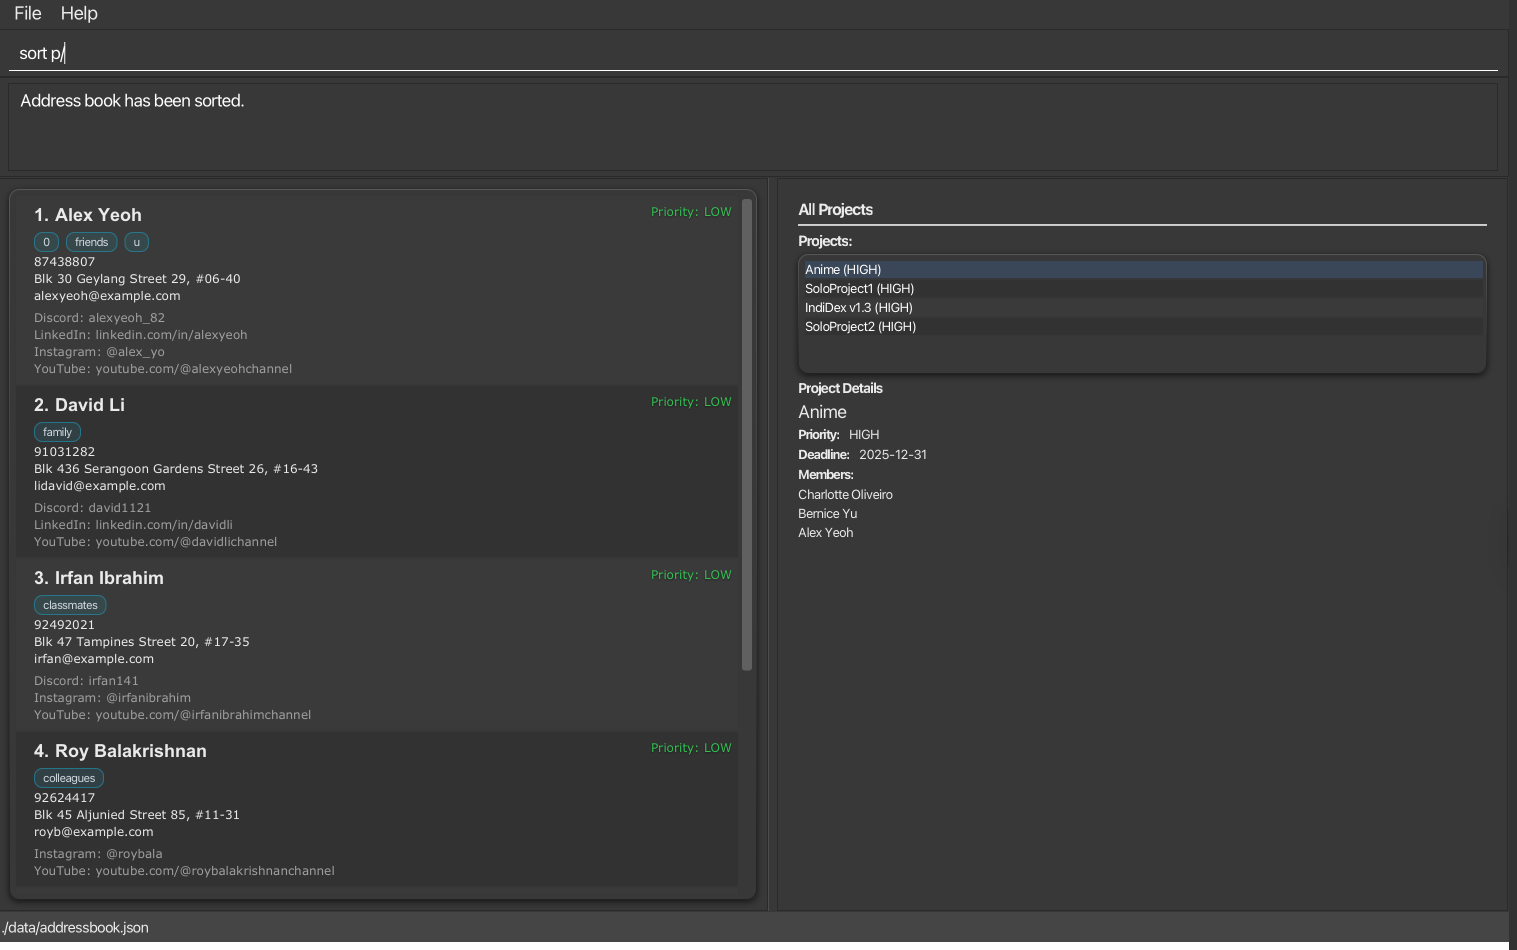 File Help
sort p/
Address book has been sorted.
1. Alex Yeoh
Priority: LOW
0 friends u
87438807
Blk 30 Geylang Street 29, #06-40
alexyeoh@example.com
Discord: alexyeoh_82
LinkedIn: linkedin.com/in/alexyeoh
Instagram: @alex_yo
YouTube: youtube.com/@alexyeohchannel
2. David Li
Priority: LOW
family
91031282
Blk 436 Serangoon Gardens Street 26, #16-43
lidavid@example.com
Discord: david1121
LinkedIn: linkedin.com/in/davidli
YouTube: youtube.com/@davidlichannel
3. Irfan Ibrahim
Priority: LOW
classmates
92492021
Blk 47 Tampines Street 20, #17-35
irfan@example.com
Discord: irfan141
Instagram: @irfanibrahim
YouTube: youtube.com/@irfanibrahimchannel
4. Roy Balakrishnan
Priority: LOW
colleagues
92624417
Blk 45 Aljunied Street 85, #11-31
royb@example.com
Instagram: @roybala
YouTube: youtube.com/@roybalakrishnanchannel
All Projects
Projects:
Anime (HIGH)
SoloProject1 (HIGH)
IndiDex v1.3 (HIGH)
SoloProject2 (HIGH)
Project Details
Anime
Priority: HIGH
Deadline: 2025-12-31
Members:
Charlotte Oliveiro
Bernice Yu
Alex Yeoh
./data/addressbook.json